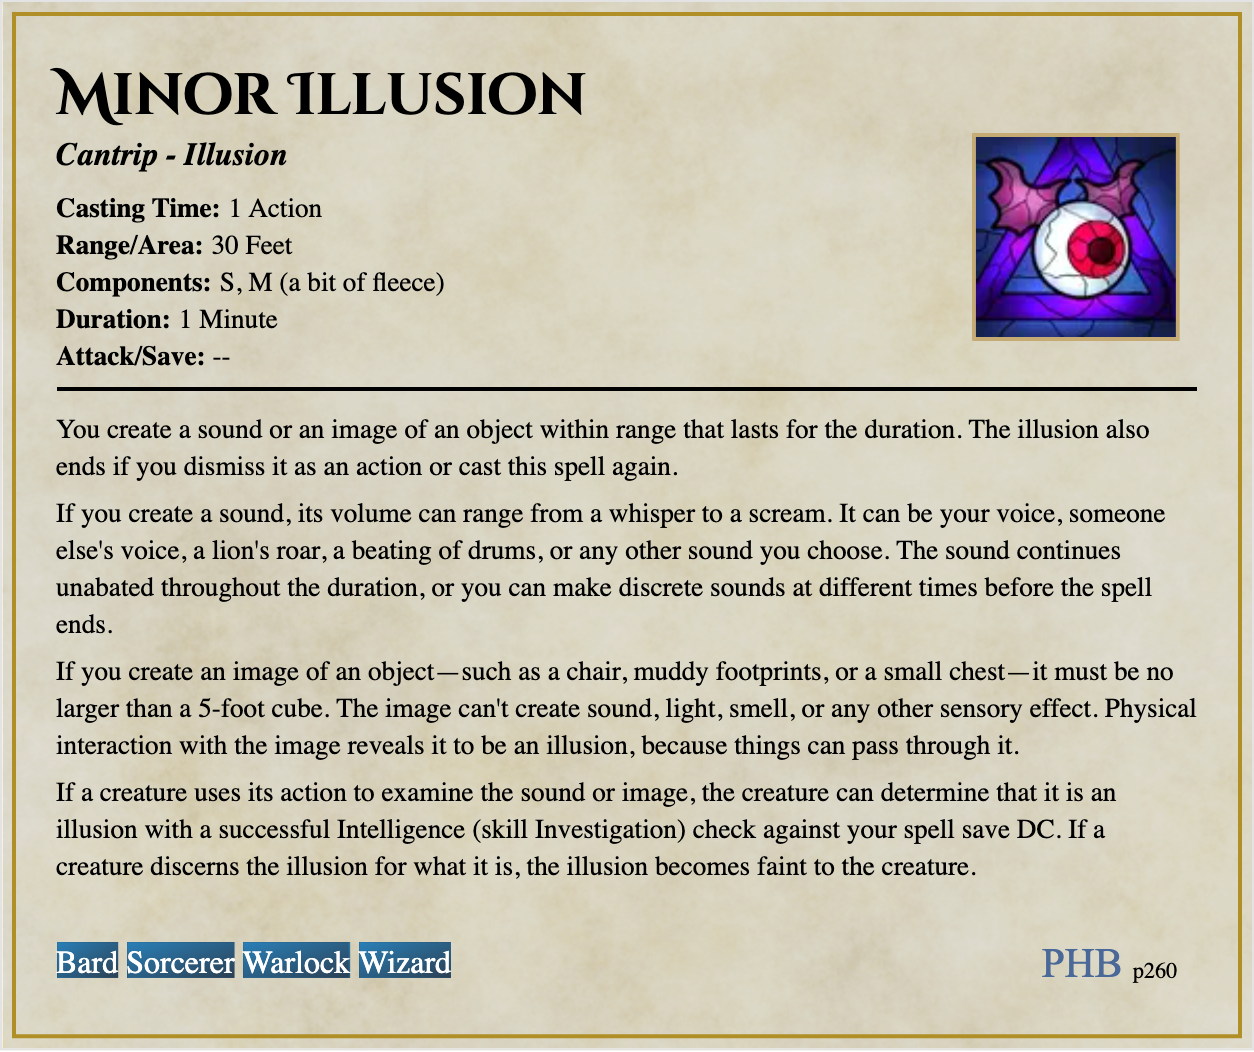 Minor Illusion
Cantrip - Illusion
Casting Time: 1 Action
Range/Area: 30 Feet
Components: S, M (a bit of fleece)
Duration: 1 Minute
Attack/Save: --
You create a sound or an image of an object within range that lasts for the duration. The illusion also
ends if you dismiss it as an action or cast this spell again.
If you create a sound, its volume can range from a whisper to a scream. It can be your voice, someone
else's voice, a lion's roar, a beating of drums, or any other sound you choose. The sound continues
unabated throughout the duration, or you can make discrete sounds at different times before the spell
ends.
If you create an image of an object—such as a chair, muddy footprints, or a small chest—it must be no
larger than a 5-foot cube. The image can't create sound, light, smell, or any other sensory effect. Physical
interaction with the image reveals it to be an illusion, because things can pass through it.
If a creature uses its action to examine the sound or image, the creature can determine that it is an
illusion with a successful Intelligence (skill Investigation) check against your spell save DC. If a
creature discerns the illusion for what it is, the illusion becomes faint to the creature.
Bard Sorcerer Warlock Wizard
PHB p260